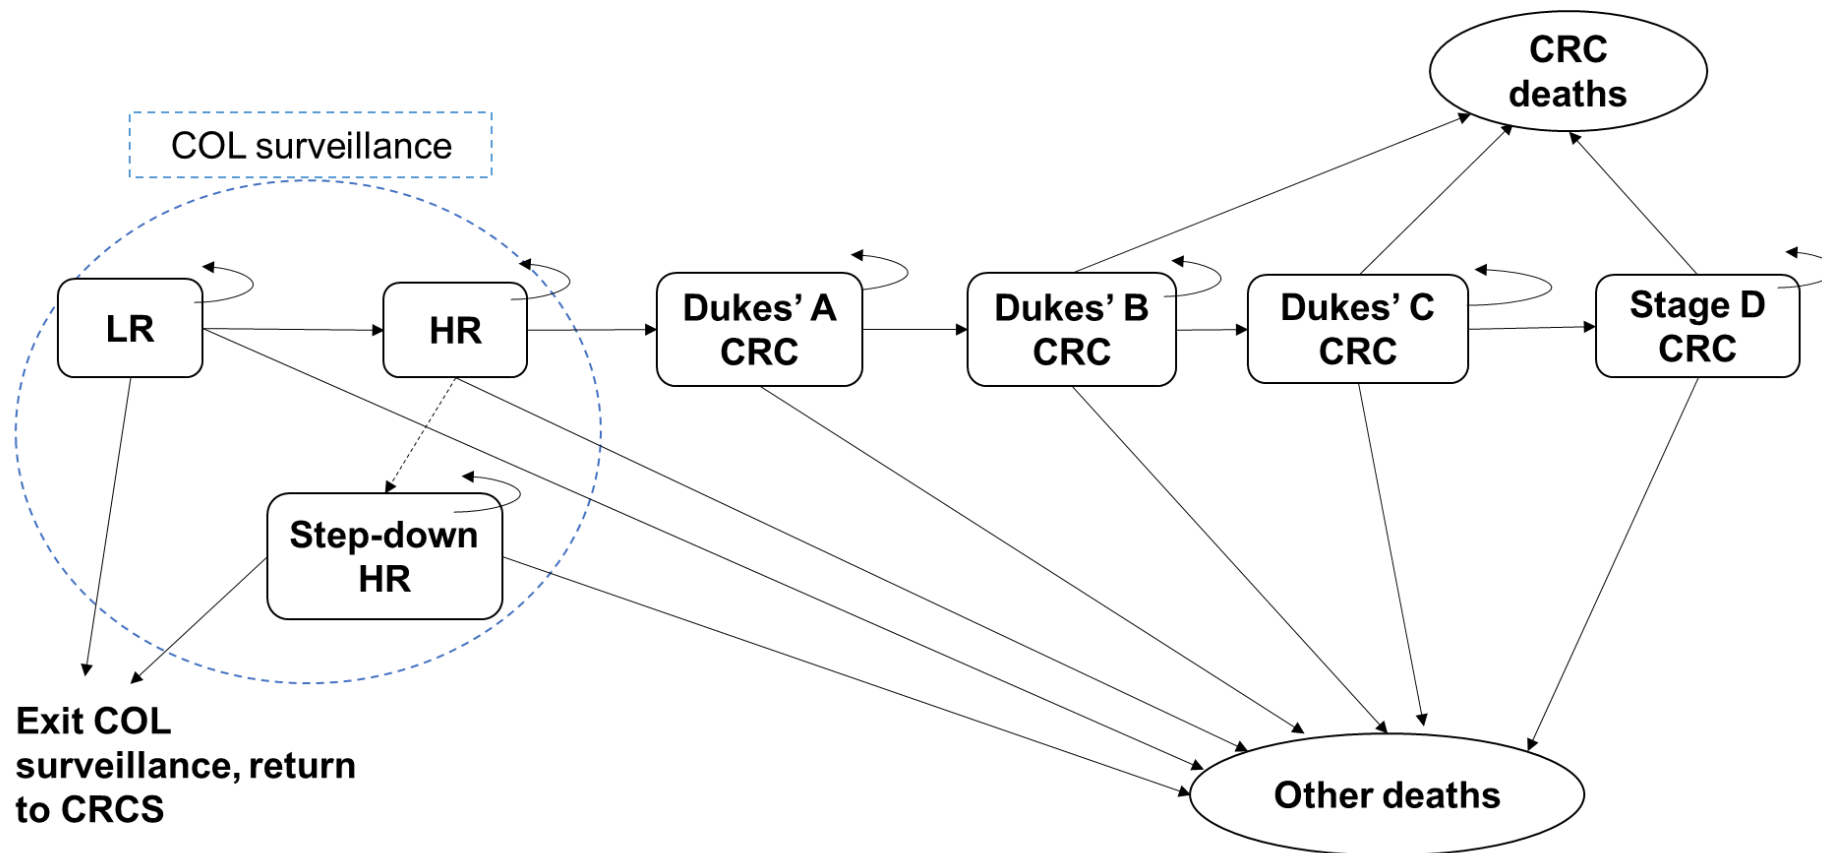 CRC
deaths
COL surveillance
LR
HR
Dukes’ A
CRC
Dukes’ B
CRC
Dukes’ C
CRC
Stage D
CRC
Step-down
HR
Exit COL
surveillance, return
to CRCS
Other deaths